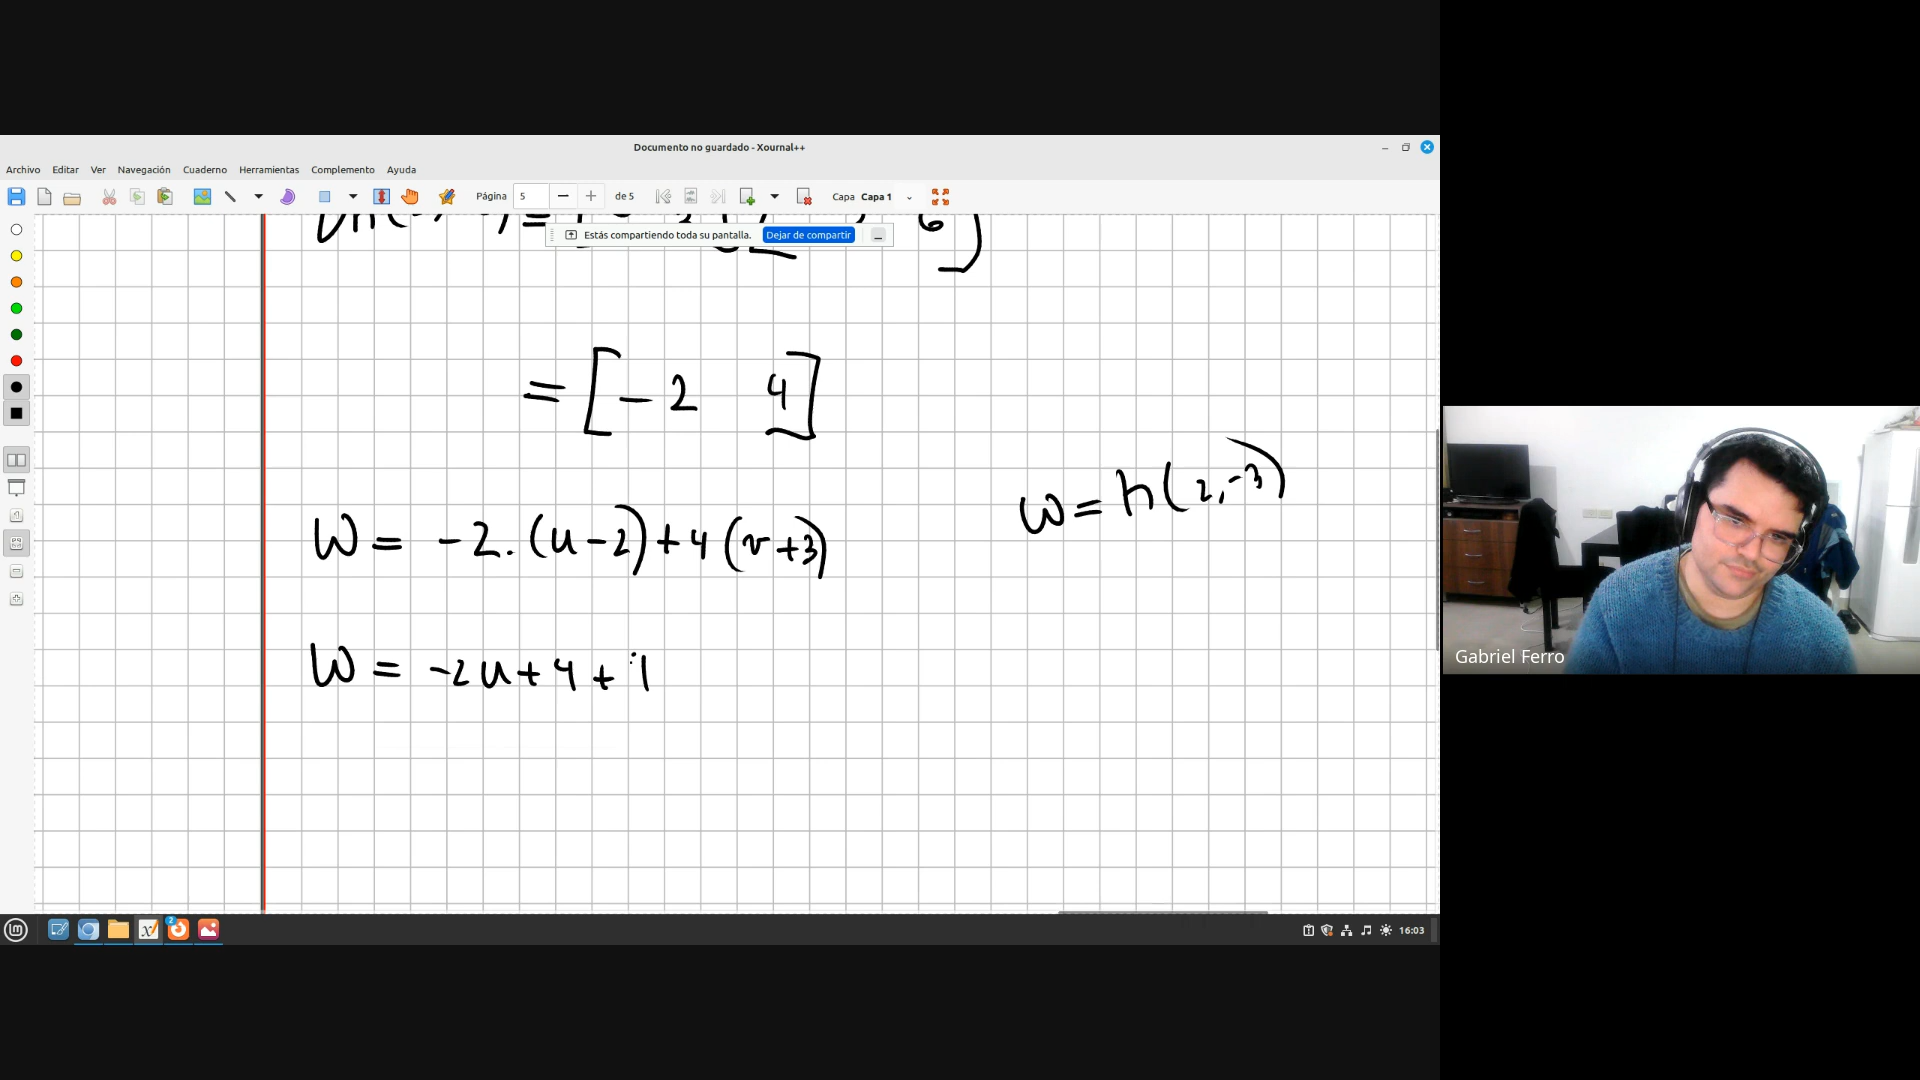 Documento no guardado - Xournal++
Archivo Editar Ver Navegación Cuaderno Herramientas Complemento Ayuda
Página 5 de 5 Capa Capa 1
Estás compartiendo toda su pantalla. Dejar de compartir
6]
= [-2 4]
w = h(2,-3)
W = -2.(u-2)+4(v+3)
W = -2u+4+
Gabriel Ferro
2
16:03